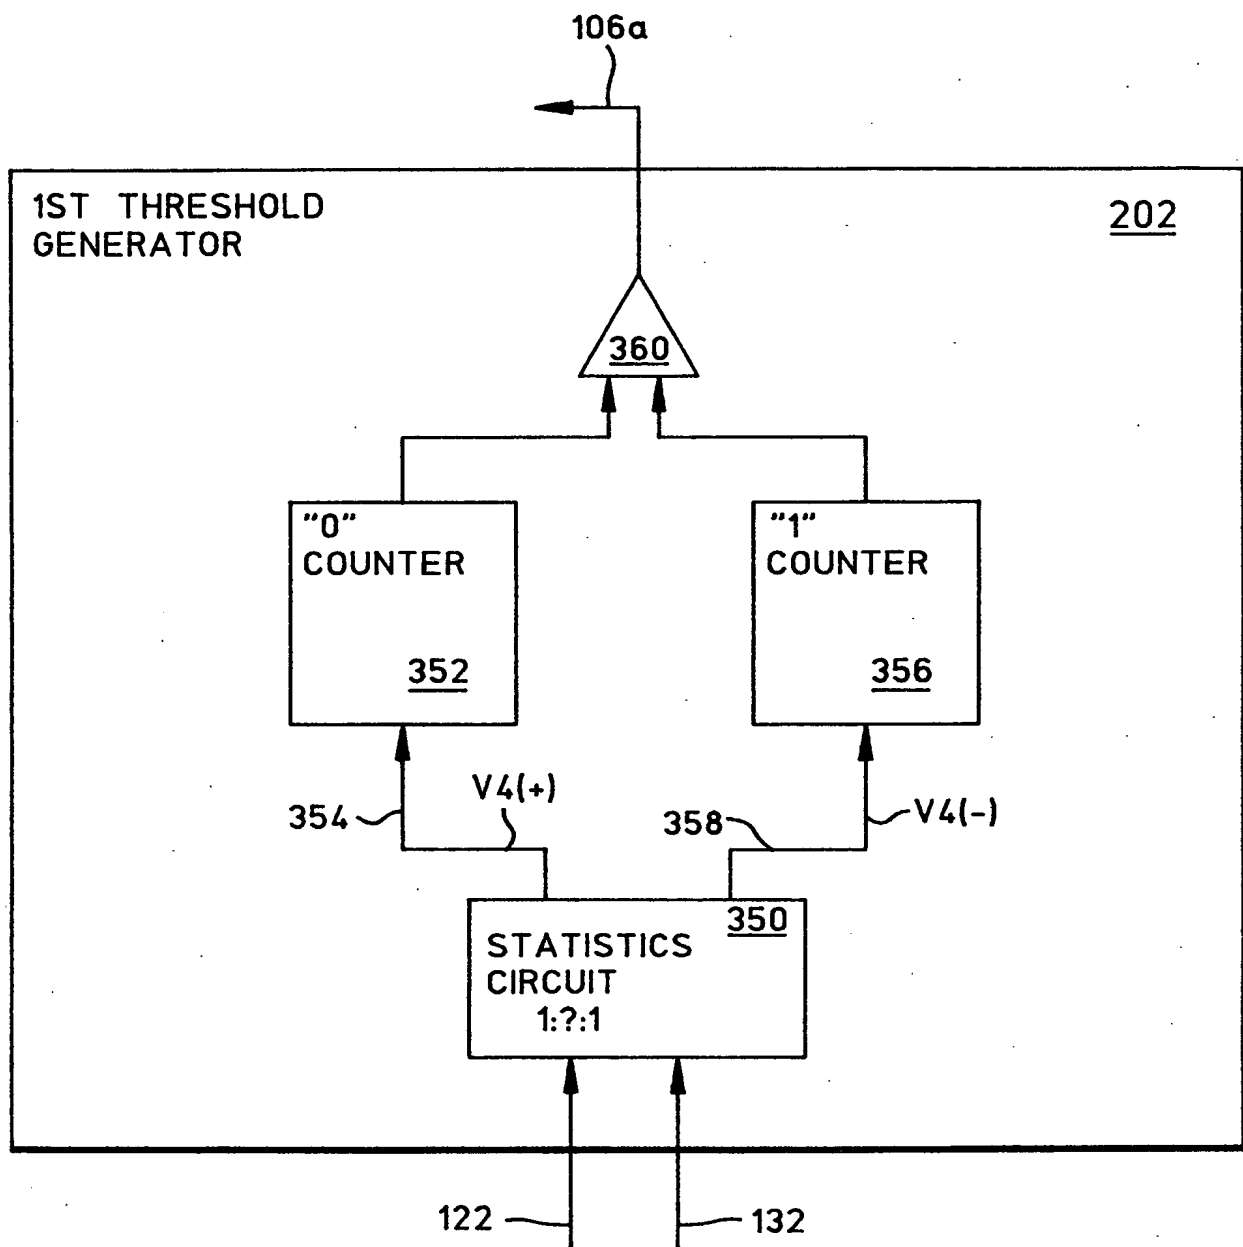 106a
1ST THRESHOLD
GENERATOR
202
360
"0"
COUNTER
352
"1"
COUNTER
356
354
V4(+)
358
V4(-)
350
STATISTICS
CIRCUIT
1:?:1
122
132